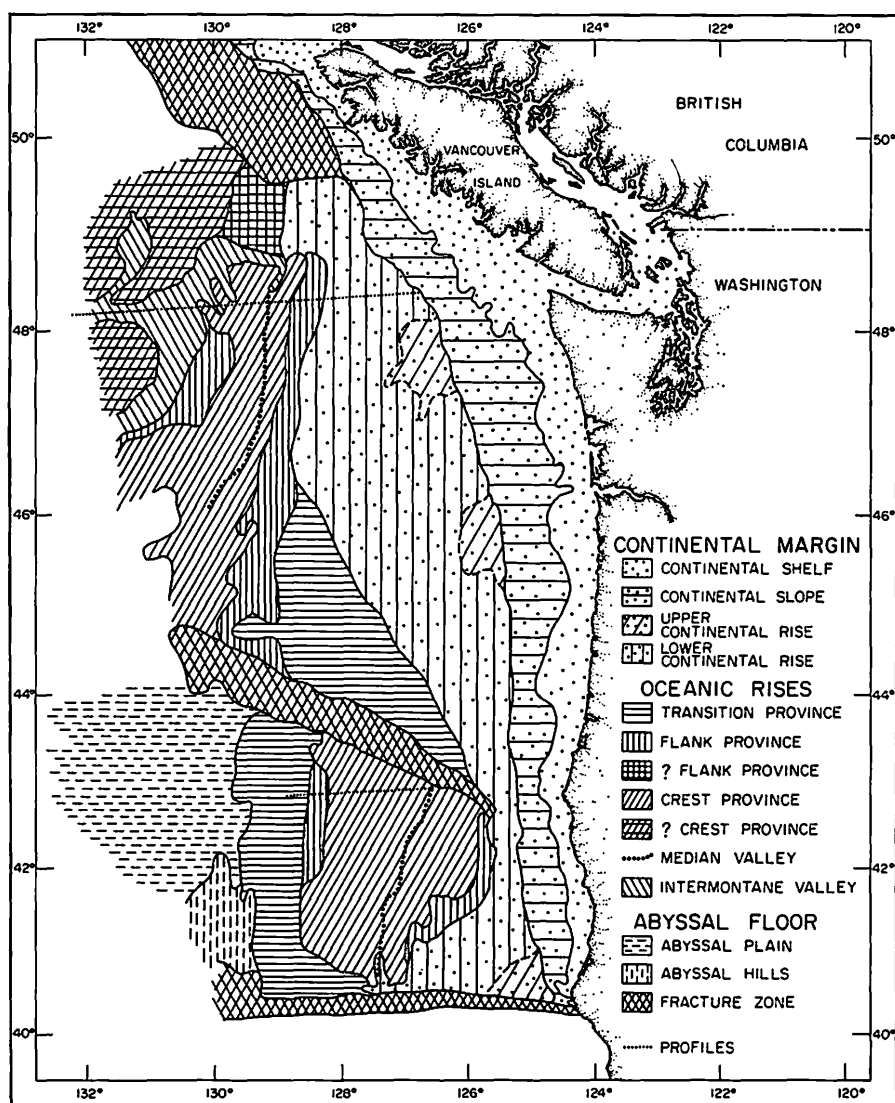 132° 130° 128° 126° 124° 122° 120°
50° 50°
48° 48°
46° 46°
44° 44°
42° 42°
40° 40°
132° 130° 128° 126° 124° 122° 120°
BRITISH
COLUMBIA
VANCOUVER
ISLAND
WASHINGTON
CONTINENTAL MARGIN
CONTINENTAL SHELF
CONTINENTAL SLOPE
UPPER
CONTINENTAL RISE
LOWER
CONTINENTAL RISE
OCEANIC RISES
TRANSITION PROVINCE
FLANK PROVINCE
? FLANK PROVINCE
CREST PROVINCE
? CREST PROVINCE
MEDIAN VALLEY
INTERMONTANE VALLEY
ABYSSAL FLOOR
ABYSSAL PLAIN
ABYSSAL HILLS
FRACTURE ZONE
PROFILES